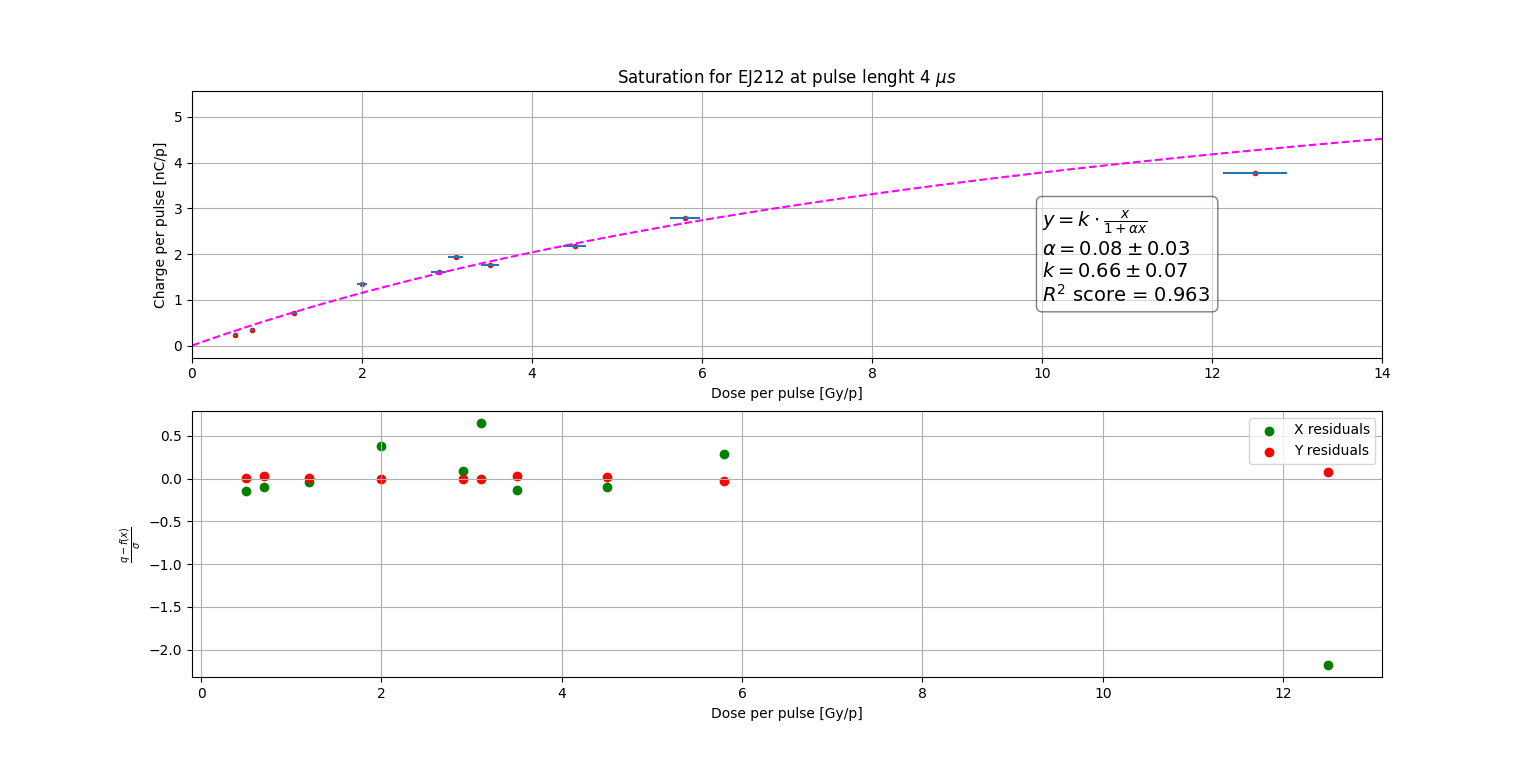 Saturation for EJ212 at pulse lenght 4 μs
Charge per pulse [nC/p]
5
4
3
2
1
0
y = k · x / 1 + αx
α = 0.08 ± 0.03
k = 0.66 ± 0.07
R² score = 0.963
0 2 4 6 8 10 12 14
Dose per pulse [Gy/p]
q − f(x) / σ
0.5
0.0
−0.5
−1.0
−1.5
−2.0
X residuals
Y residuals
0 2 4 6 8 10 12
Dose per pulse [Gy/p]